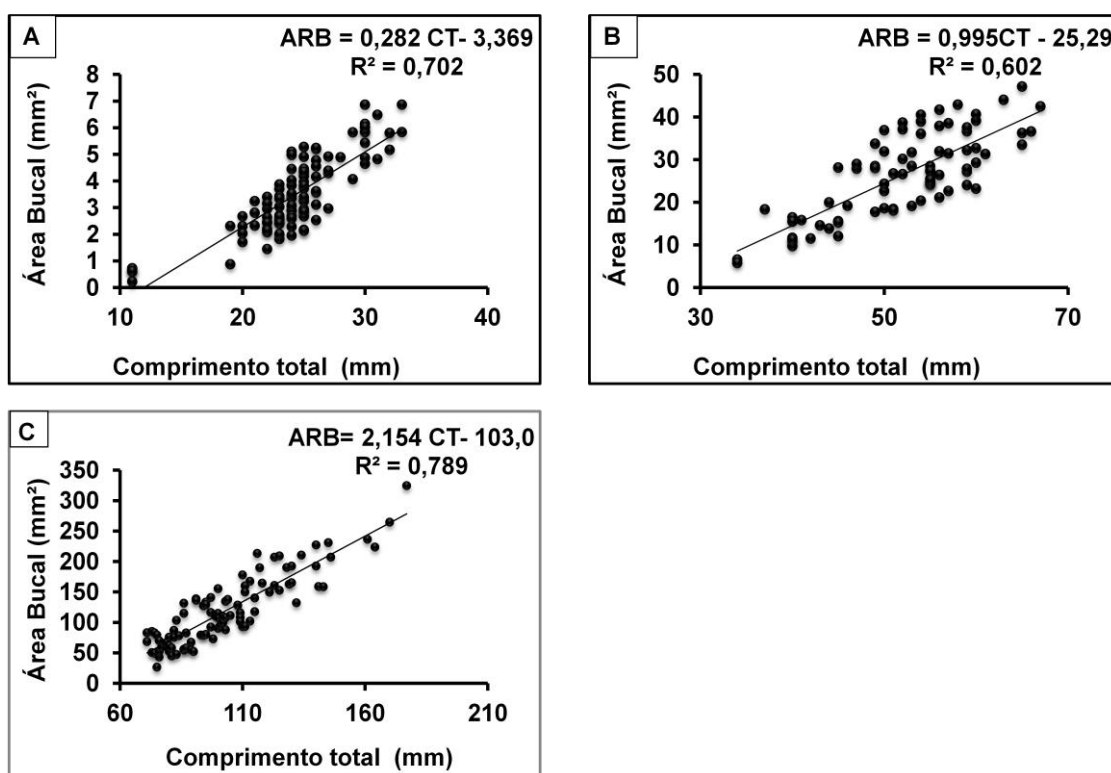 A
ARB = 0,282 CT- 3,369
R² = 0,702
Área Bucal (mm²)
8
7
6
5
4
3
2
1
0
10 20 30 40
Comprimento total (mm)
B
ARB = 0,995CT - 25,29
R² = 0,602
Área Bucal (mm²)
50
40
30
20
10
0
30 50 70
Comprimento total (mm)
C
ARB= 2,154 CT- 103,0
R² = 0,789
Área Bucal (mm²)
350
300
250
200
150
100
50
0
60 110 160 210
Comprimento total (mm)